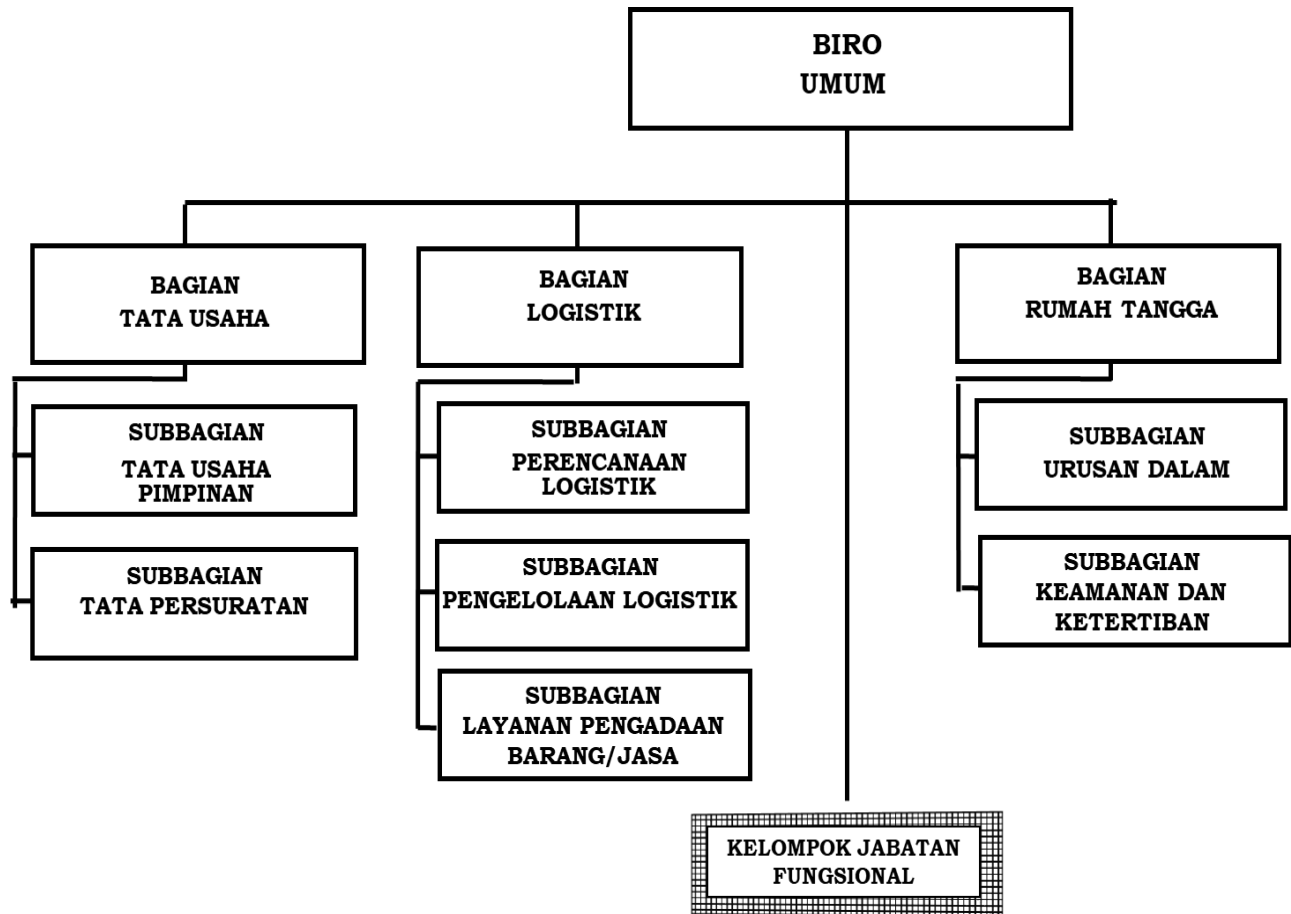 BIRO
UMUM
BAGIAN
TATA USAHA
BAGIAN
LOGISTIK
BAGIAN
RUMAH TANGGA
SUBBAGIAN
TATA USAHA
PIMPINAN
SUBBAGIAN
TATA PERSURATAN
SUBBAGIAN
PERENCANAAN
LOGISTIK
SUBBAGIAN
PENGELOLAAN LOGISTIK
SUBBAGIAN
LAYANAN PENGADAAN
BARANG/JASA
SUBBAGIAN
URUSAN DALAM
SUBBAGIAN
KEAMANAN DAN
KETERTIBAN
KELOMPOK JABATAN
FUNGSIONAL